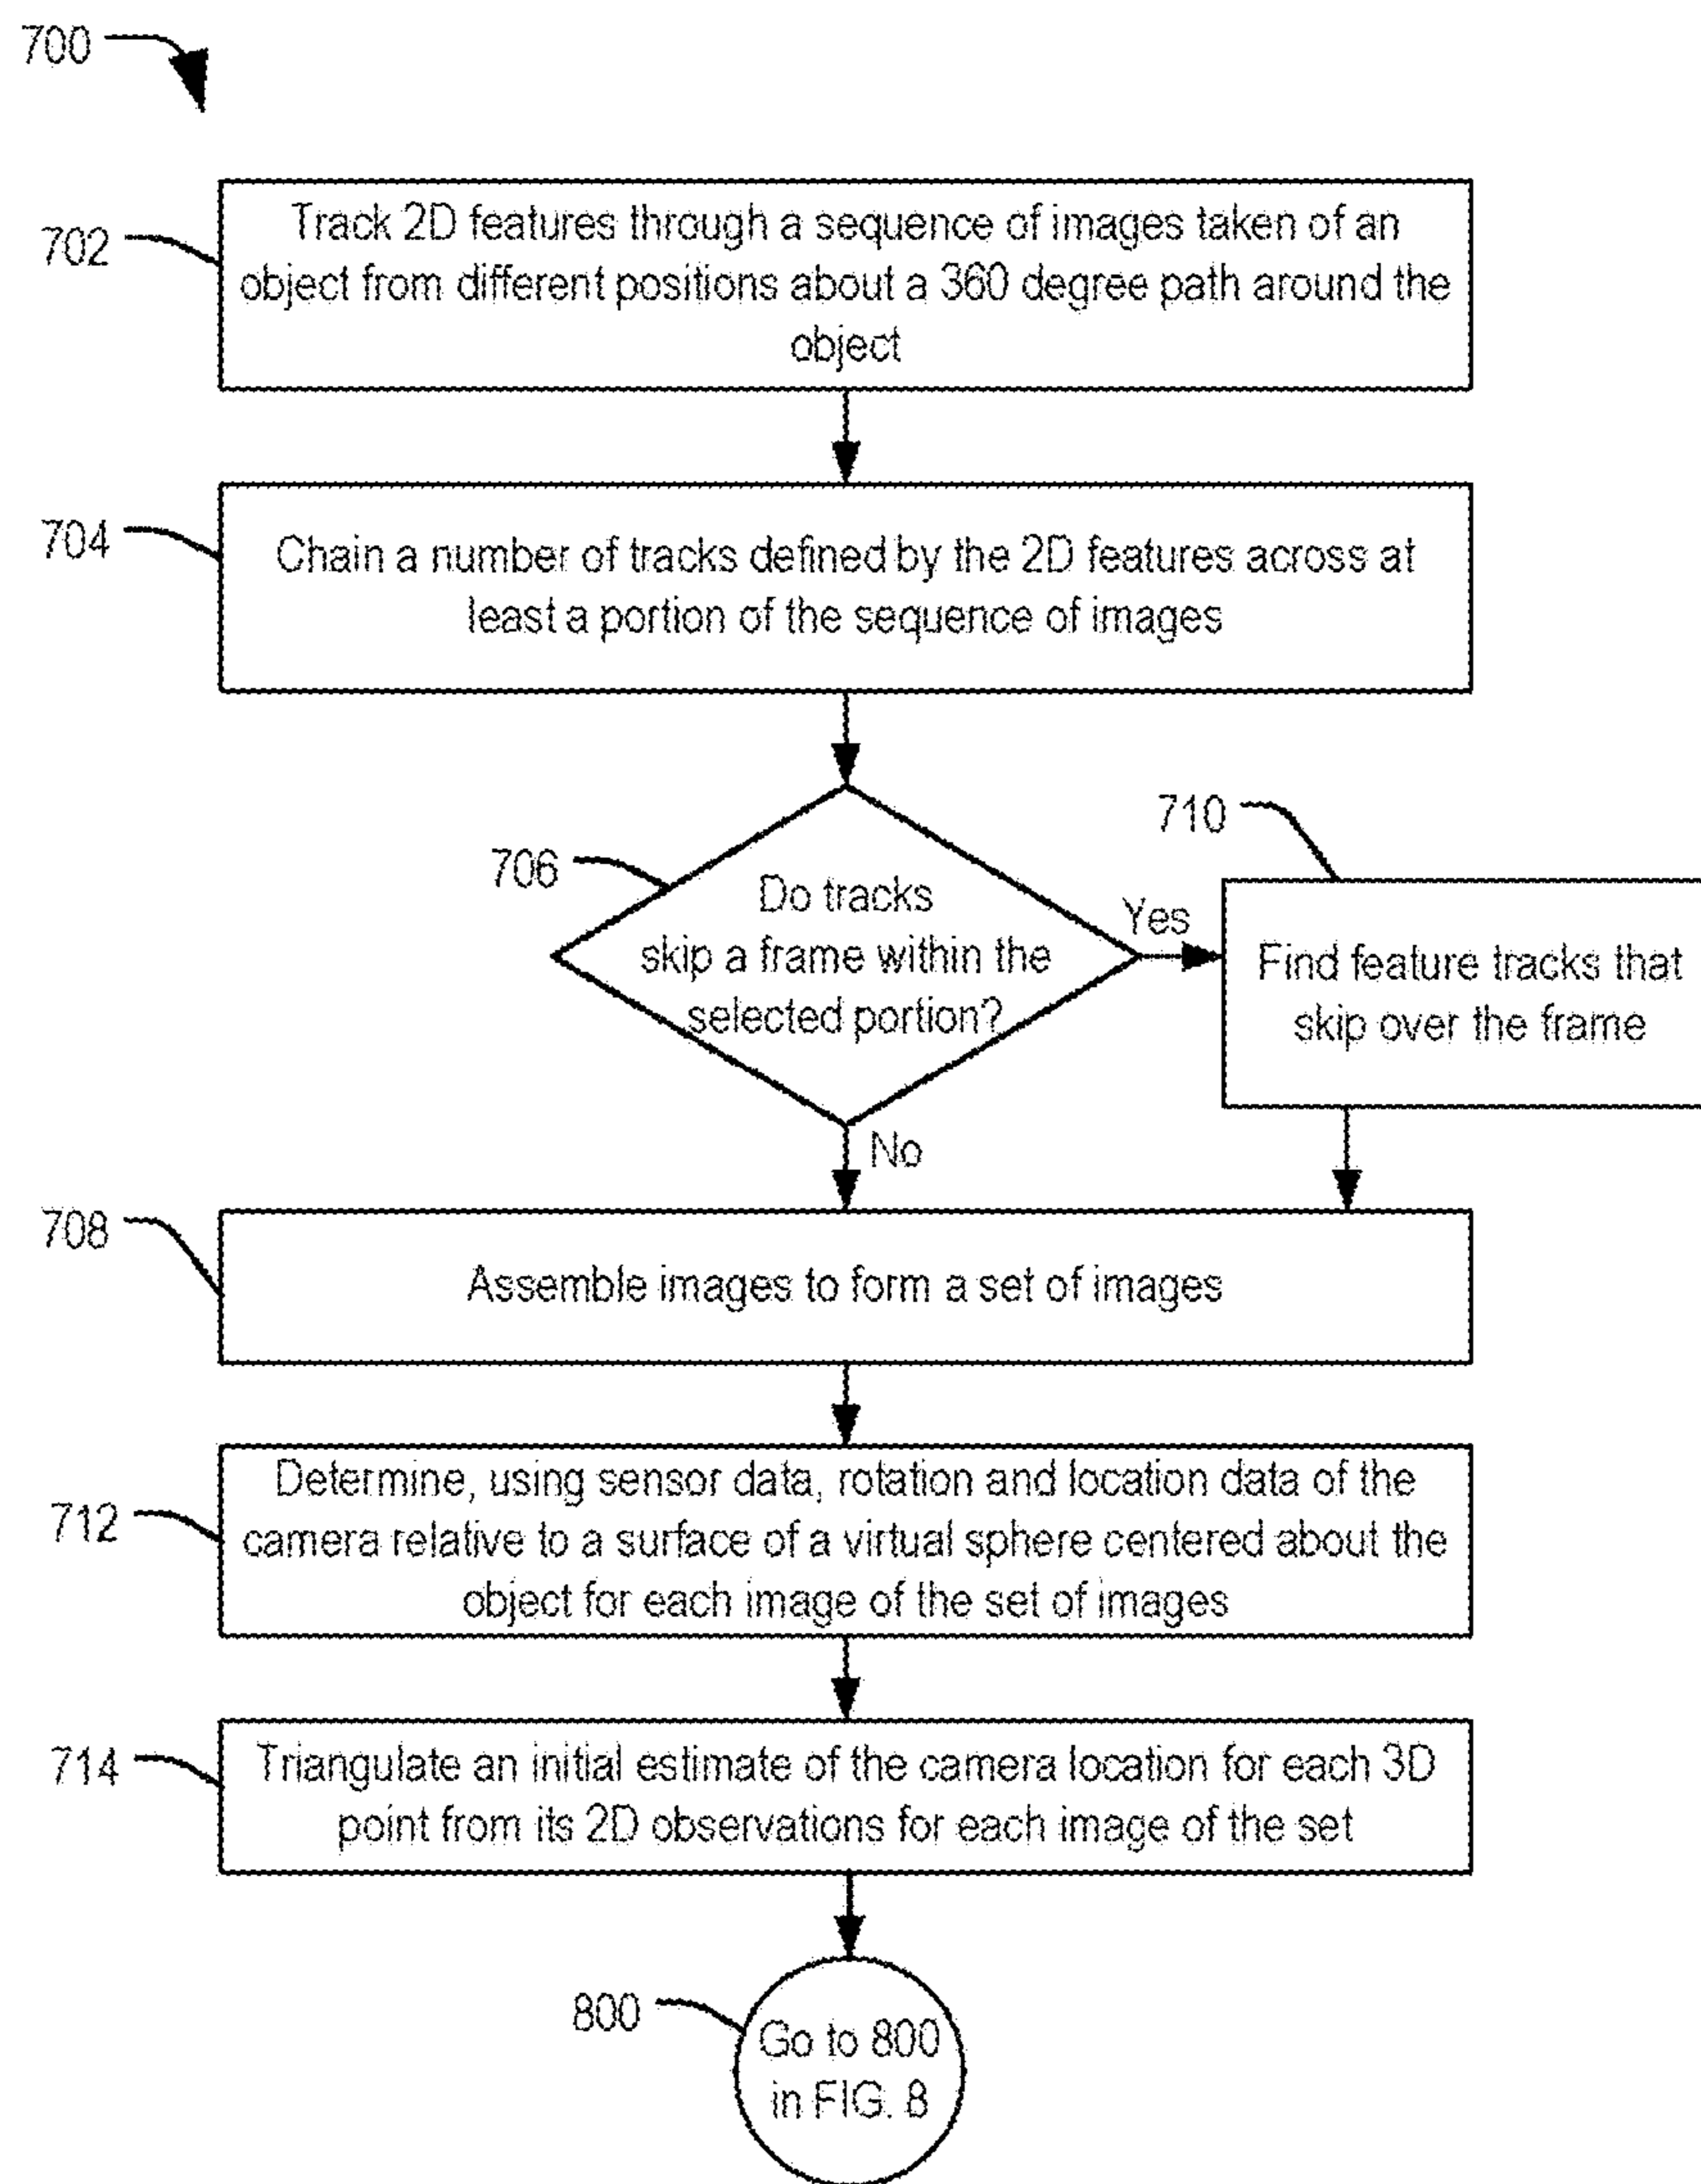 700
702
Track 2D features through a sequence of images taken of an
object from different positions about a 360 degree path around the
object
704
Chain a number of tracks defined by the 2D features across at
least a portion of the sequence of images
706
Do tracks
skip a frame within the
selected portion?
Yes
710
Find feature tracks that
skip over the frame
No
708
Assemble images to form a set of images
712
Determine, using sensor data, rotation and location data of the
camera relative to a surface of a virtual sphere centered about the
object for each image of the set of images
714
Triangulate an initial estimate of the camera location for each 3D
point from its 2D observations for each image of the set
800
Go to 800
in FIG. 8